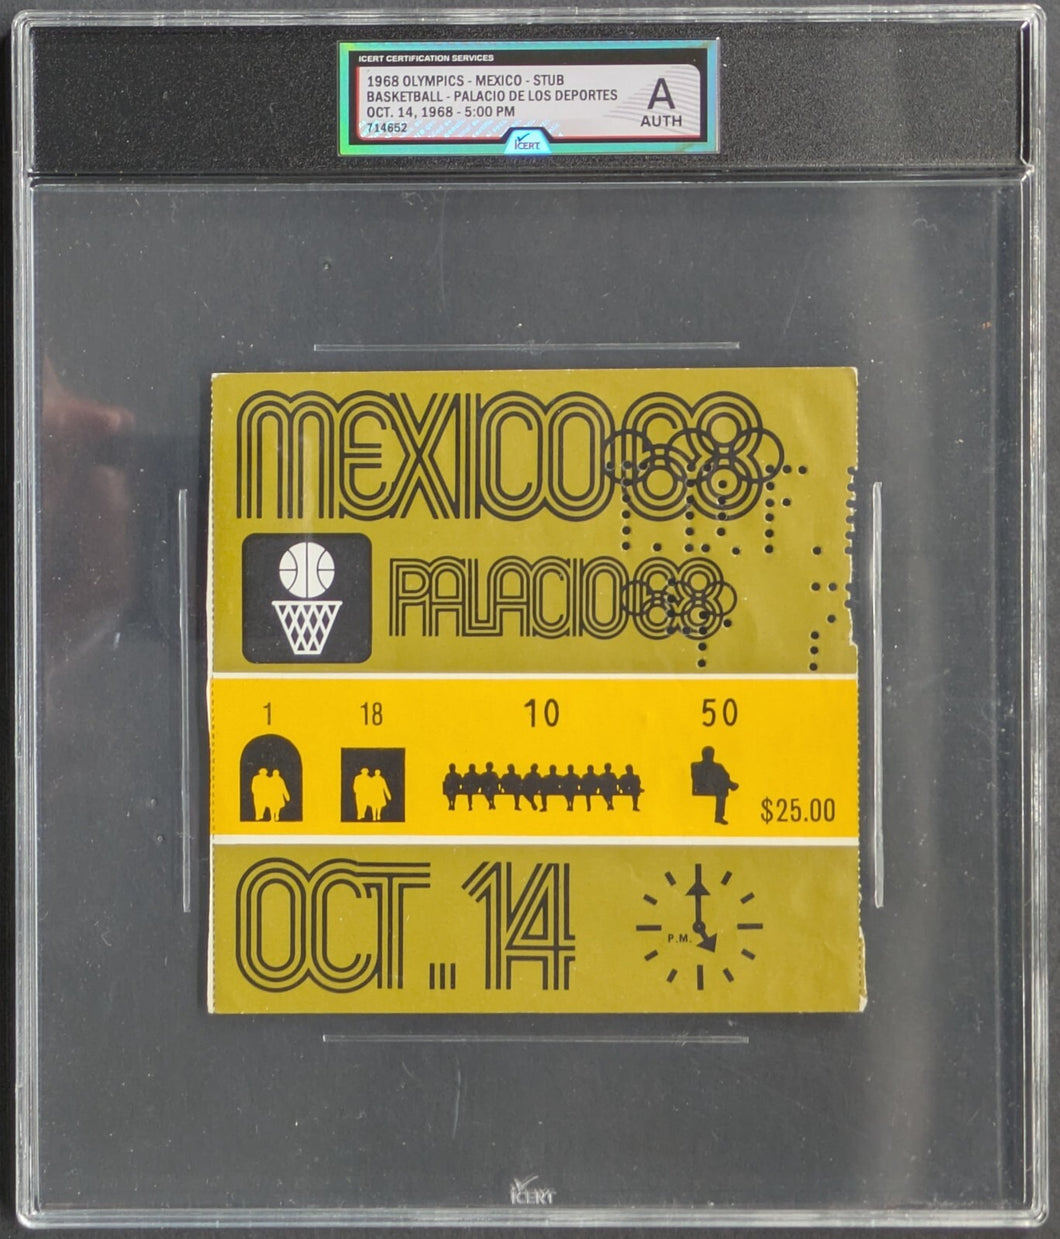 ICERT CERTIFICATION SERVICES
1968 OLYMPICS - MEXICO - STUB
BASKETBALL - PALACIO DE LOS DEPORTES
OCT. 14, 1968 - 5:00 PM
714652
A
AUTH
ICERT
MEXICO68
PALACIO68
1 18 10 50
$25.00
OCT. 14
P.M.
ICERT